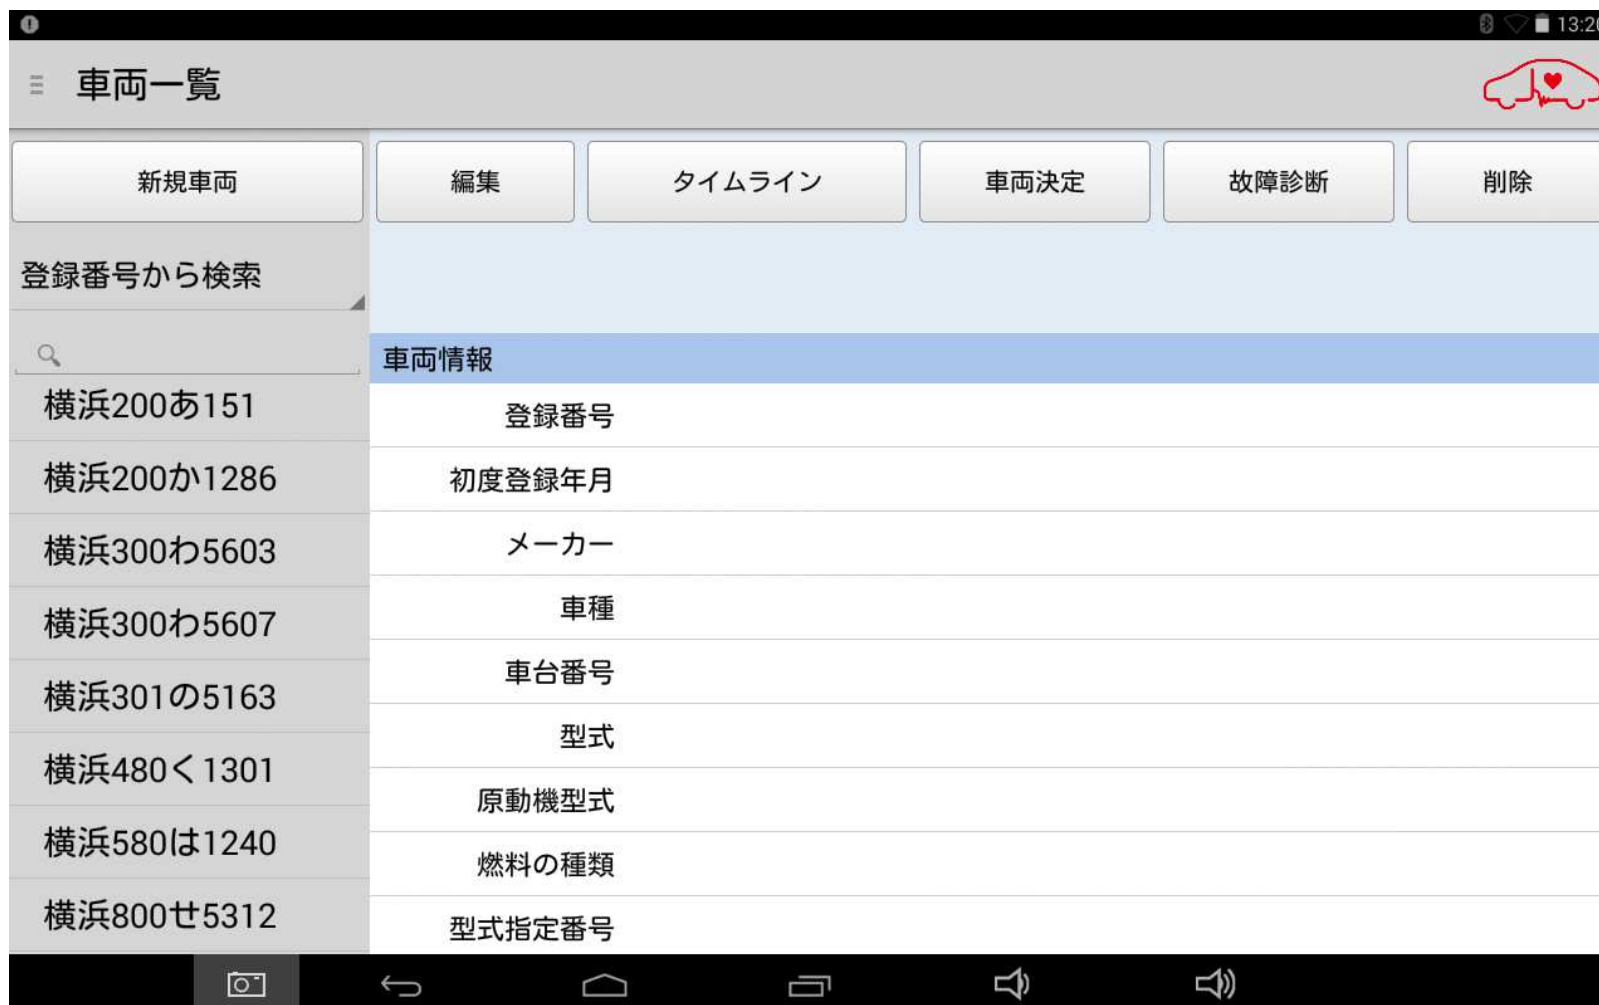 13:20
車両一覧
新規車両
編集
タイムライン
車両決定
故障診断
削除
登録番号から検索
横浜200あ151
横浜200か1286
横浜300わ5603
横浜300わ5607
横浜301の5163
横浜480く1301
横浜580は1240
横浜800せ5312
車両情報
登録番号
初度登録年月
メーカー
車種
車台番号
型式
原動機型式
燃料の種類
型式指定番号